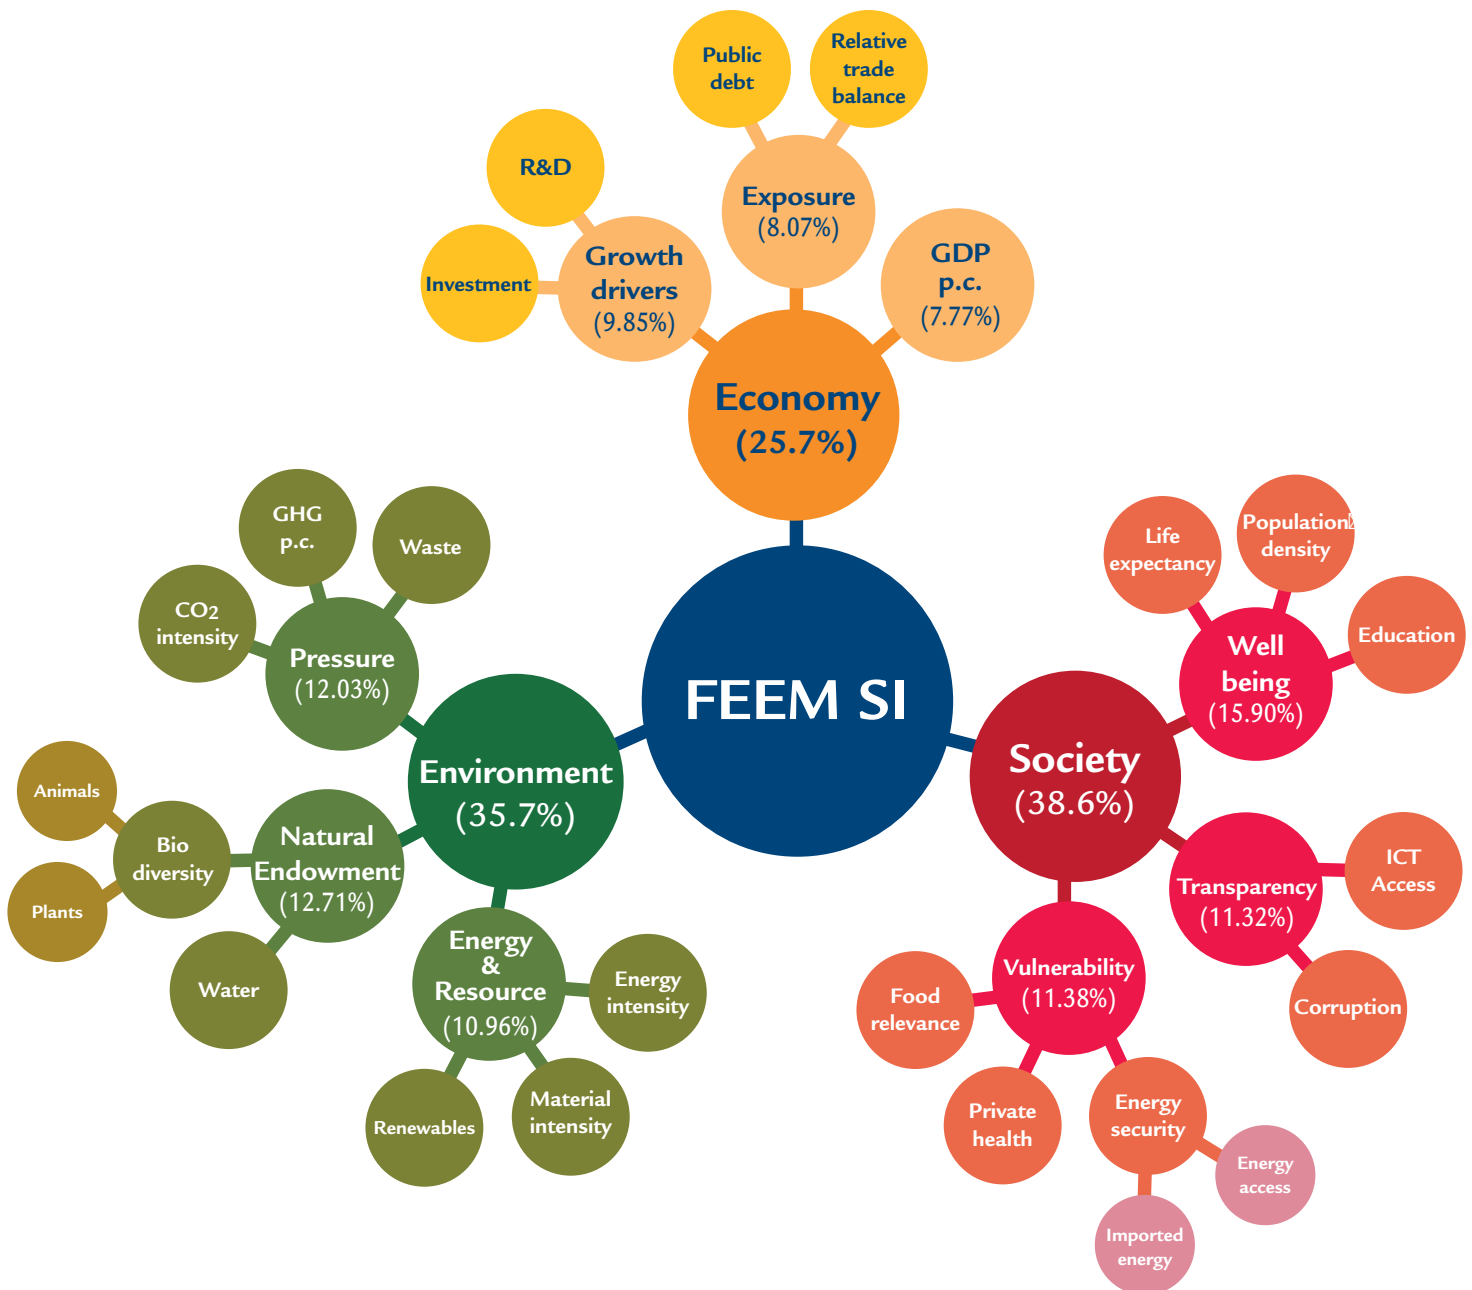 Public
debt
Relative
trade
balance
R&D
Exposure
(8.07%)
Investment
Growth
drivers
(9.85%)
GDP
p.c.
(7.77%)
Economy
(25.7%)
FEEM SI
GHG
p.c.
Waste
CO2
intensity
Pressure
(12.03%)
Environment
(35.7%)
Animals
Bio
diversity
Plants
Natural
Endowment
(12.71%)
Water
Energy
&
Resource
(10.96%)
Energy
intensity
Material
intensity
Renewables
Society
(38.6%)
Life
expectancy
Population
density
Education
Well
being
(15.90%)
Transparency
(11.32%)
ICT
Access
Corruption
Vulnerability
(11.38%)
Food
relevance
Private
health
Energy
security
Energy
access
Imported
energy